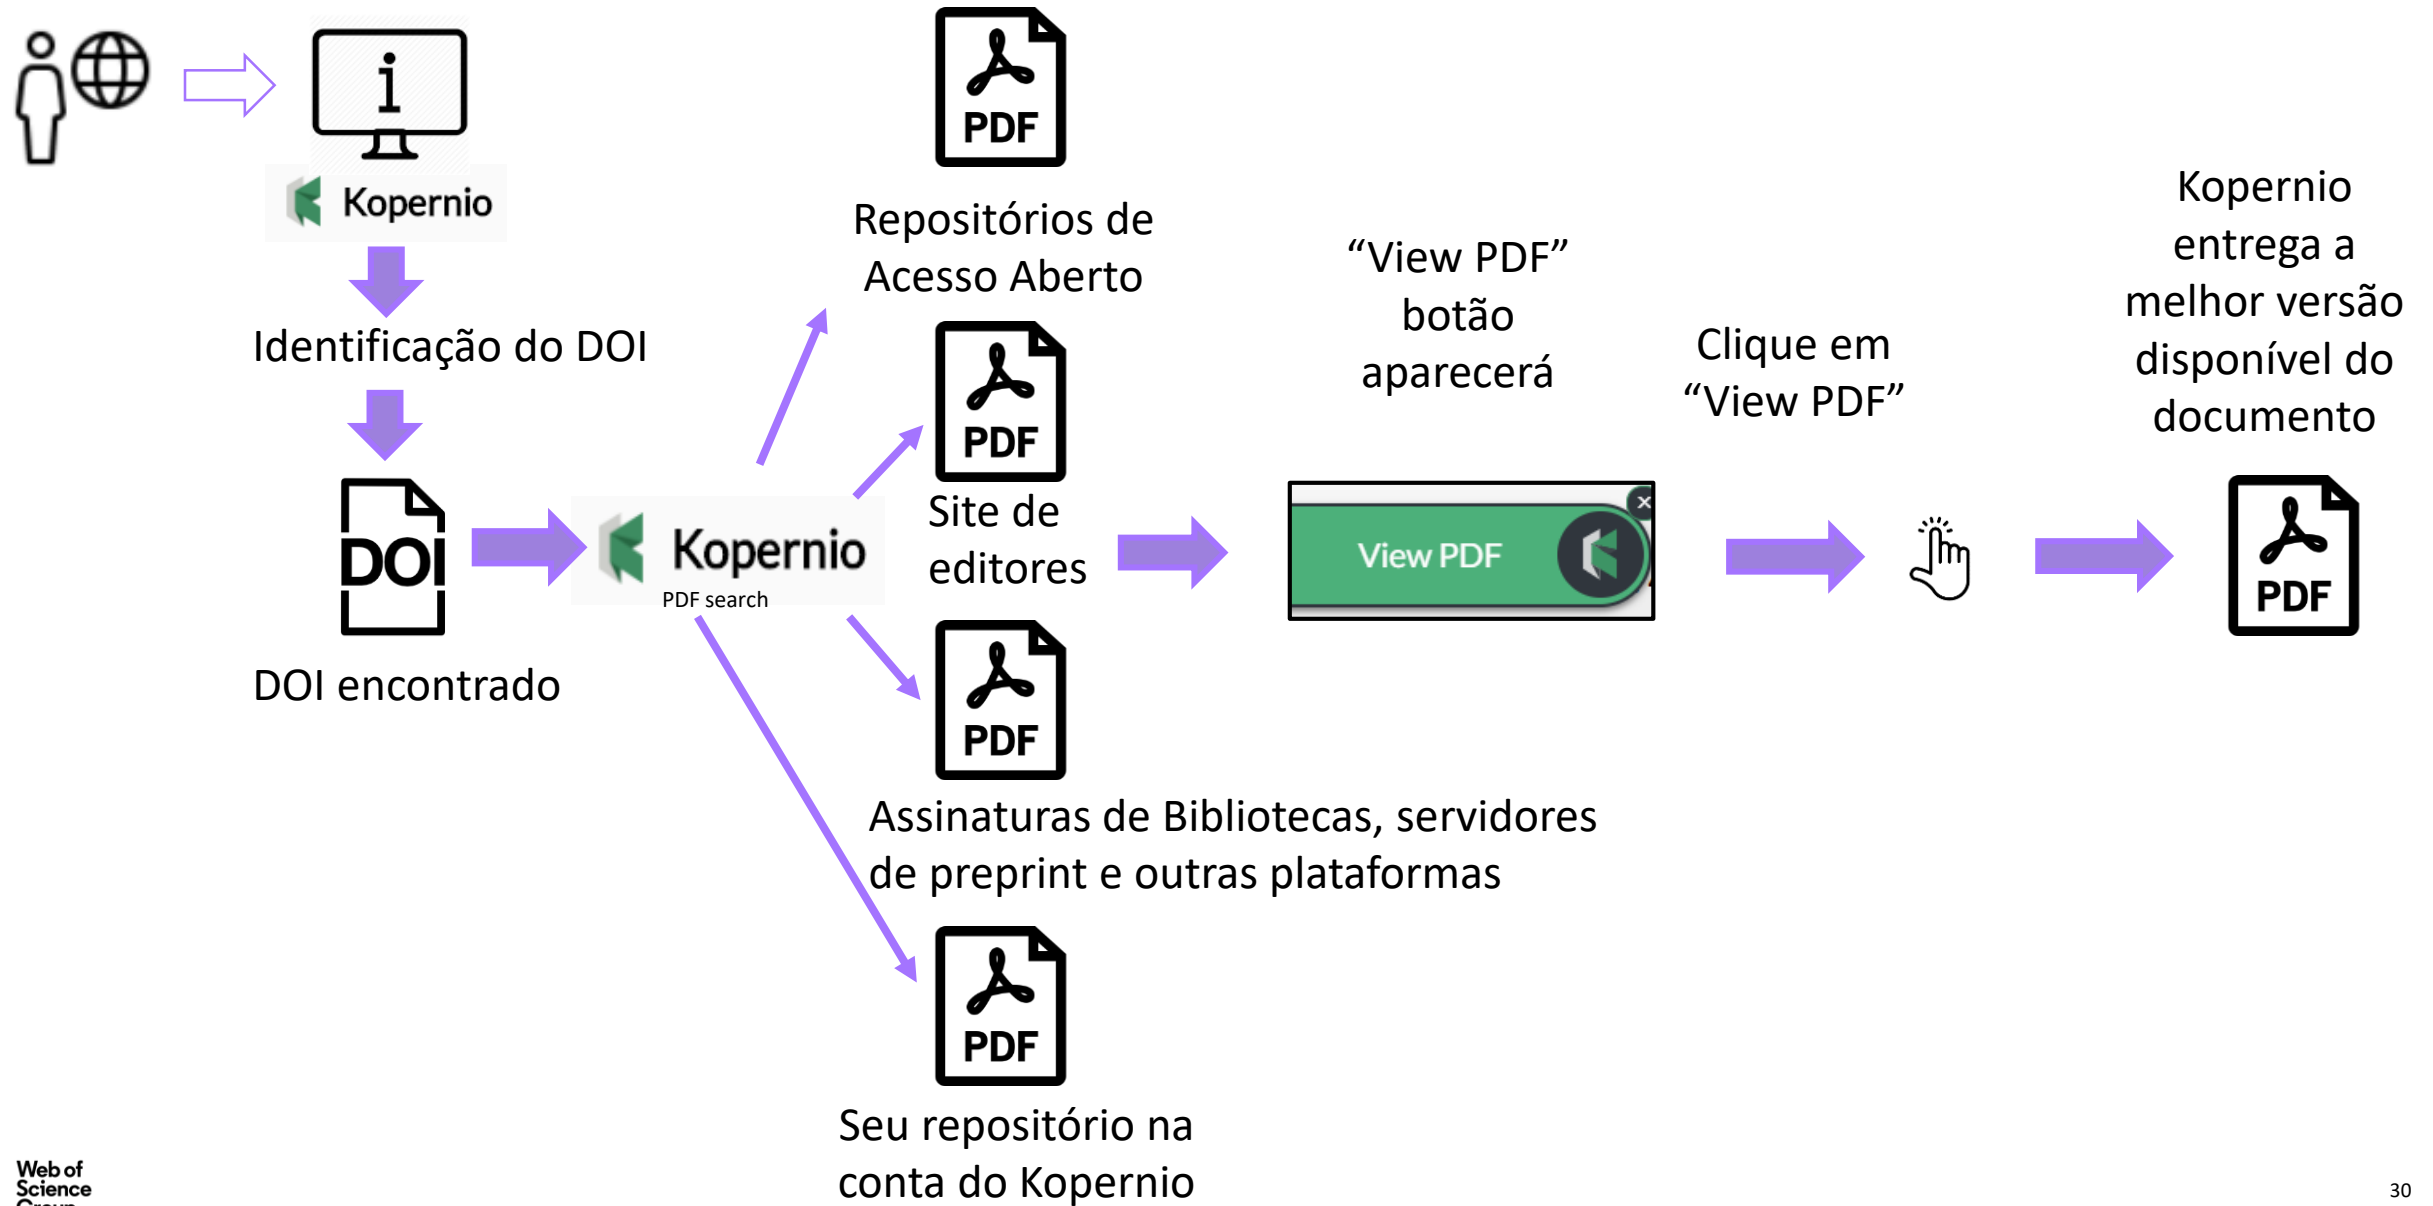 i
Kopernio
Identificação do DOI
DOI
DOI encontrado
Kopernio
PDF search
PDF
Repositórios de
Acesso Aberto
PDF
Site de
editores
PDF
Assinaturas de Bibliotecas, servidores
de preprint e outras plataformas
PDF
Seu repositório na
conta do Kopernio
“View PDF”
botão
aparecerá
View PDF
Clique em
“View PDF”
Kopernio
entrega a
melhor versão
disponível do
documento
PDF
Web of
Science
Group
30